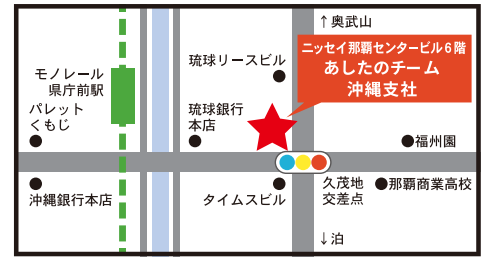 ↑奥武山
ニッセイ那覇センタービル6階
あしたのチーム
沖縄支社
琉球リースビル
モノレール
県庁前駅
パレット
くもじ
琉球銀行
本店
福州園
沖縄銀行本店
タイムスビル
久茂地
交差点
那覇商業高校
↓泊